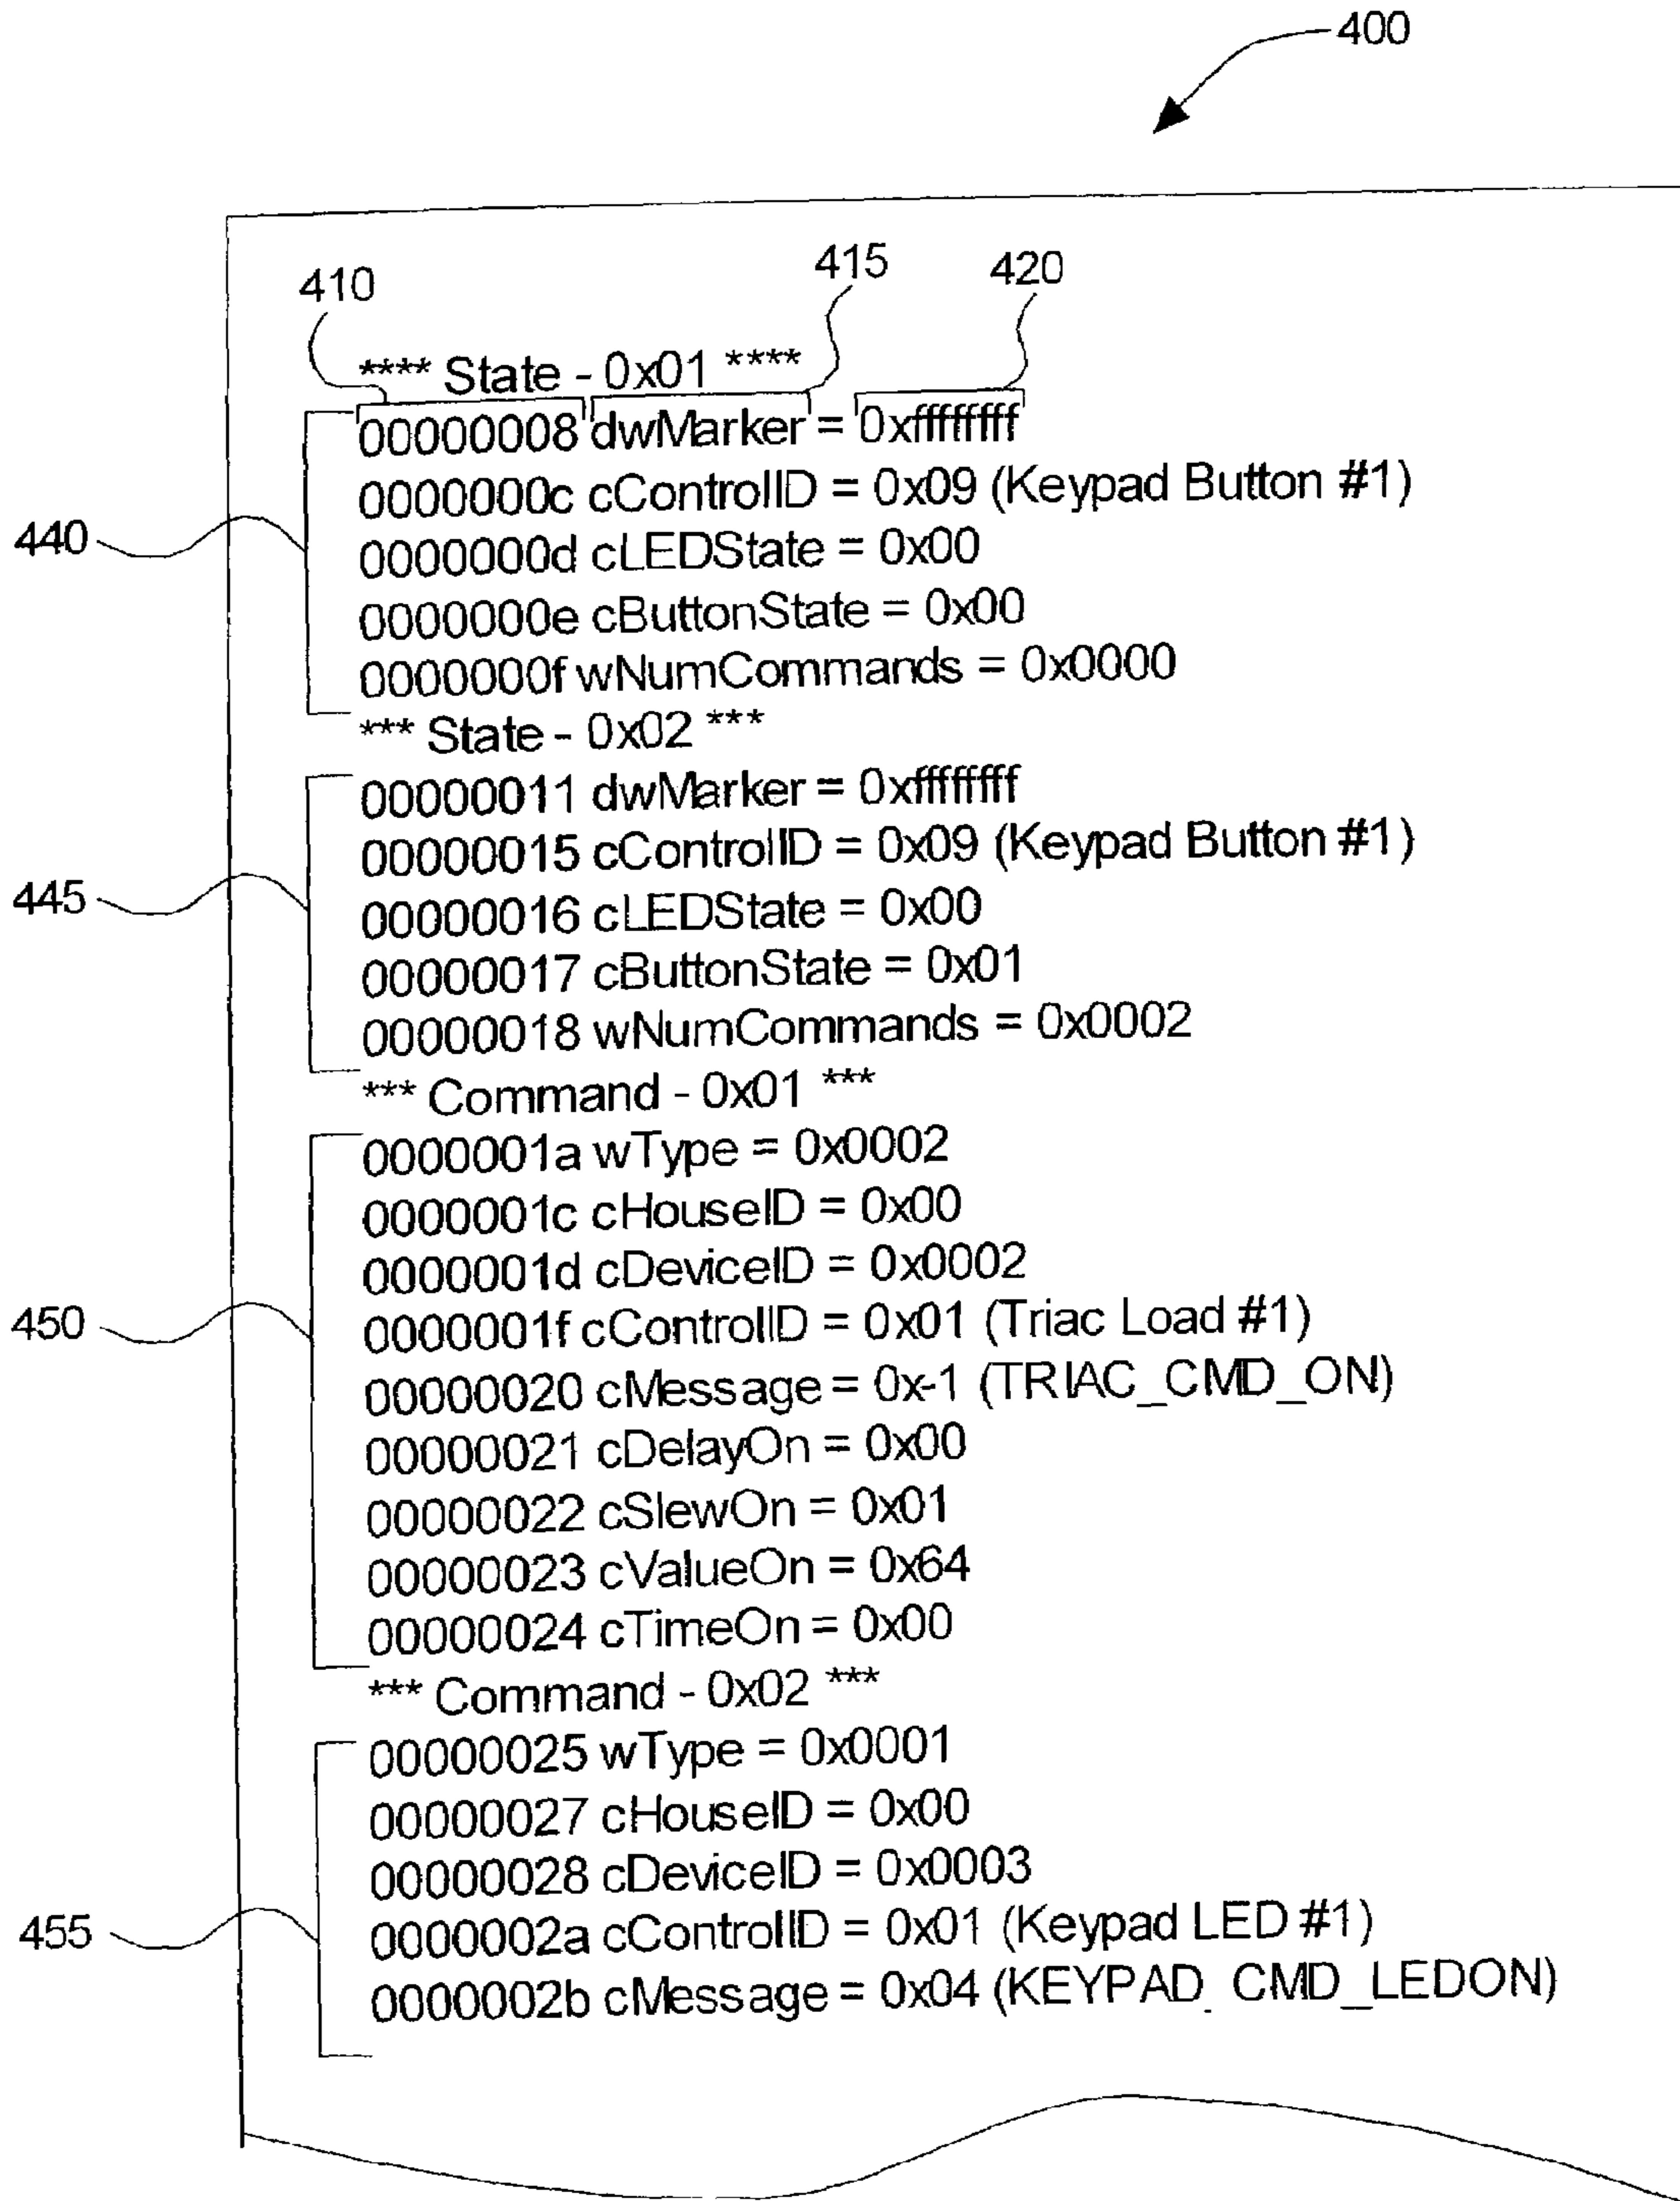 400
410
415
420
**** State - 0x01 ****
00000008 dwMarker = 0xffffffff
0000000c cControlID = 0x09 (Keypad Button #1)
440
0000000d cLEDState = 0x00
0000000e cButtonState = 0x00
0000000f wNumCommands = 0x0000
*** State - 0x02 ***
00000011 dwMarker = 0xffffffff
00000015 cControlID = 0x09 (Keypad Button #1)
445
00000016 cLEDState = 0x00
00000017 cButtonState = 0x01
00000018 wNumCommands = 0x0002
*** Command - 0x01 ***
0000001a wType = 0x0002
0000001c cHouseID = 0x00
0000001d cDeviceID = 0x0002
450
0000001f cControlID = 0x01 (Triac Load #1)
00000020 cMessage = 0x-1 (TRIAC_CMD_ON)
00000021 cDelayOn = 0x00
00000022 cSlewOn = 0x01
00000023 cValueOn = 0x64
00000024 cTimeOn = 0x00
*** Command - 0x02 ***
00000025 wType = 0x0001
00000027 cHouseID = 0x00
00000028 cDeviceID = 0x0003
455
0000002a cControlID = 0x01 (Keypad LED #1)
0000002b cMessage = 0x04 (KEYPAD_CMD_LEDON)